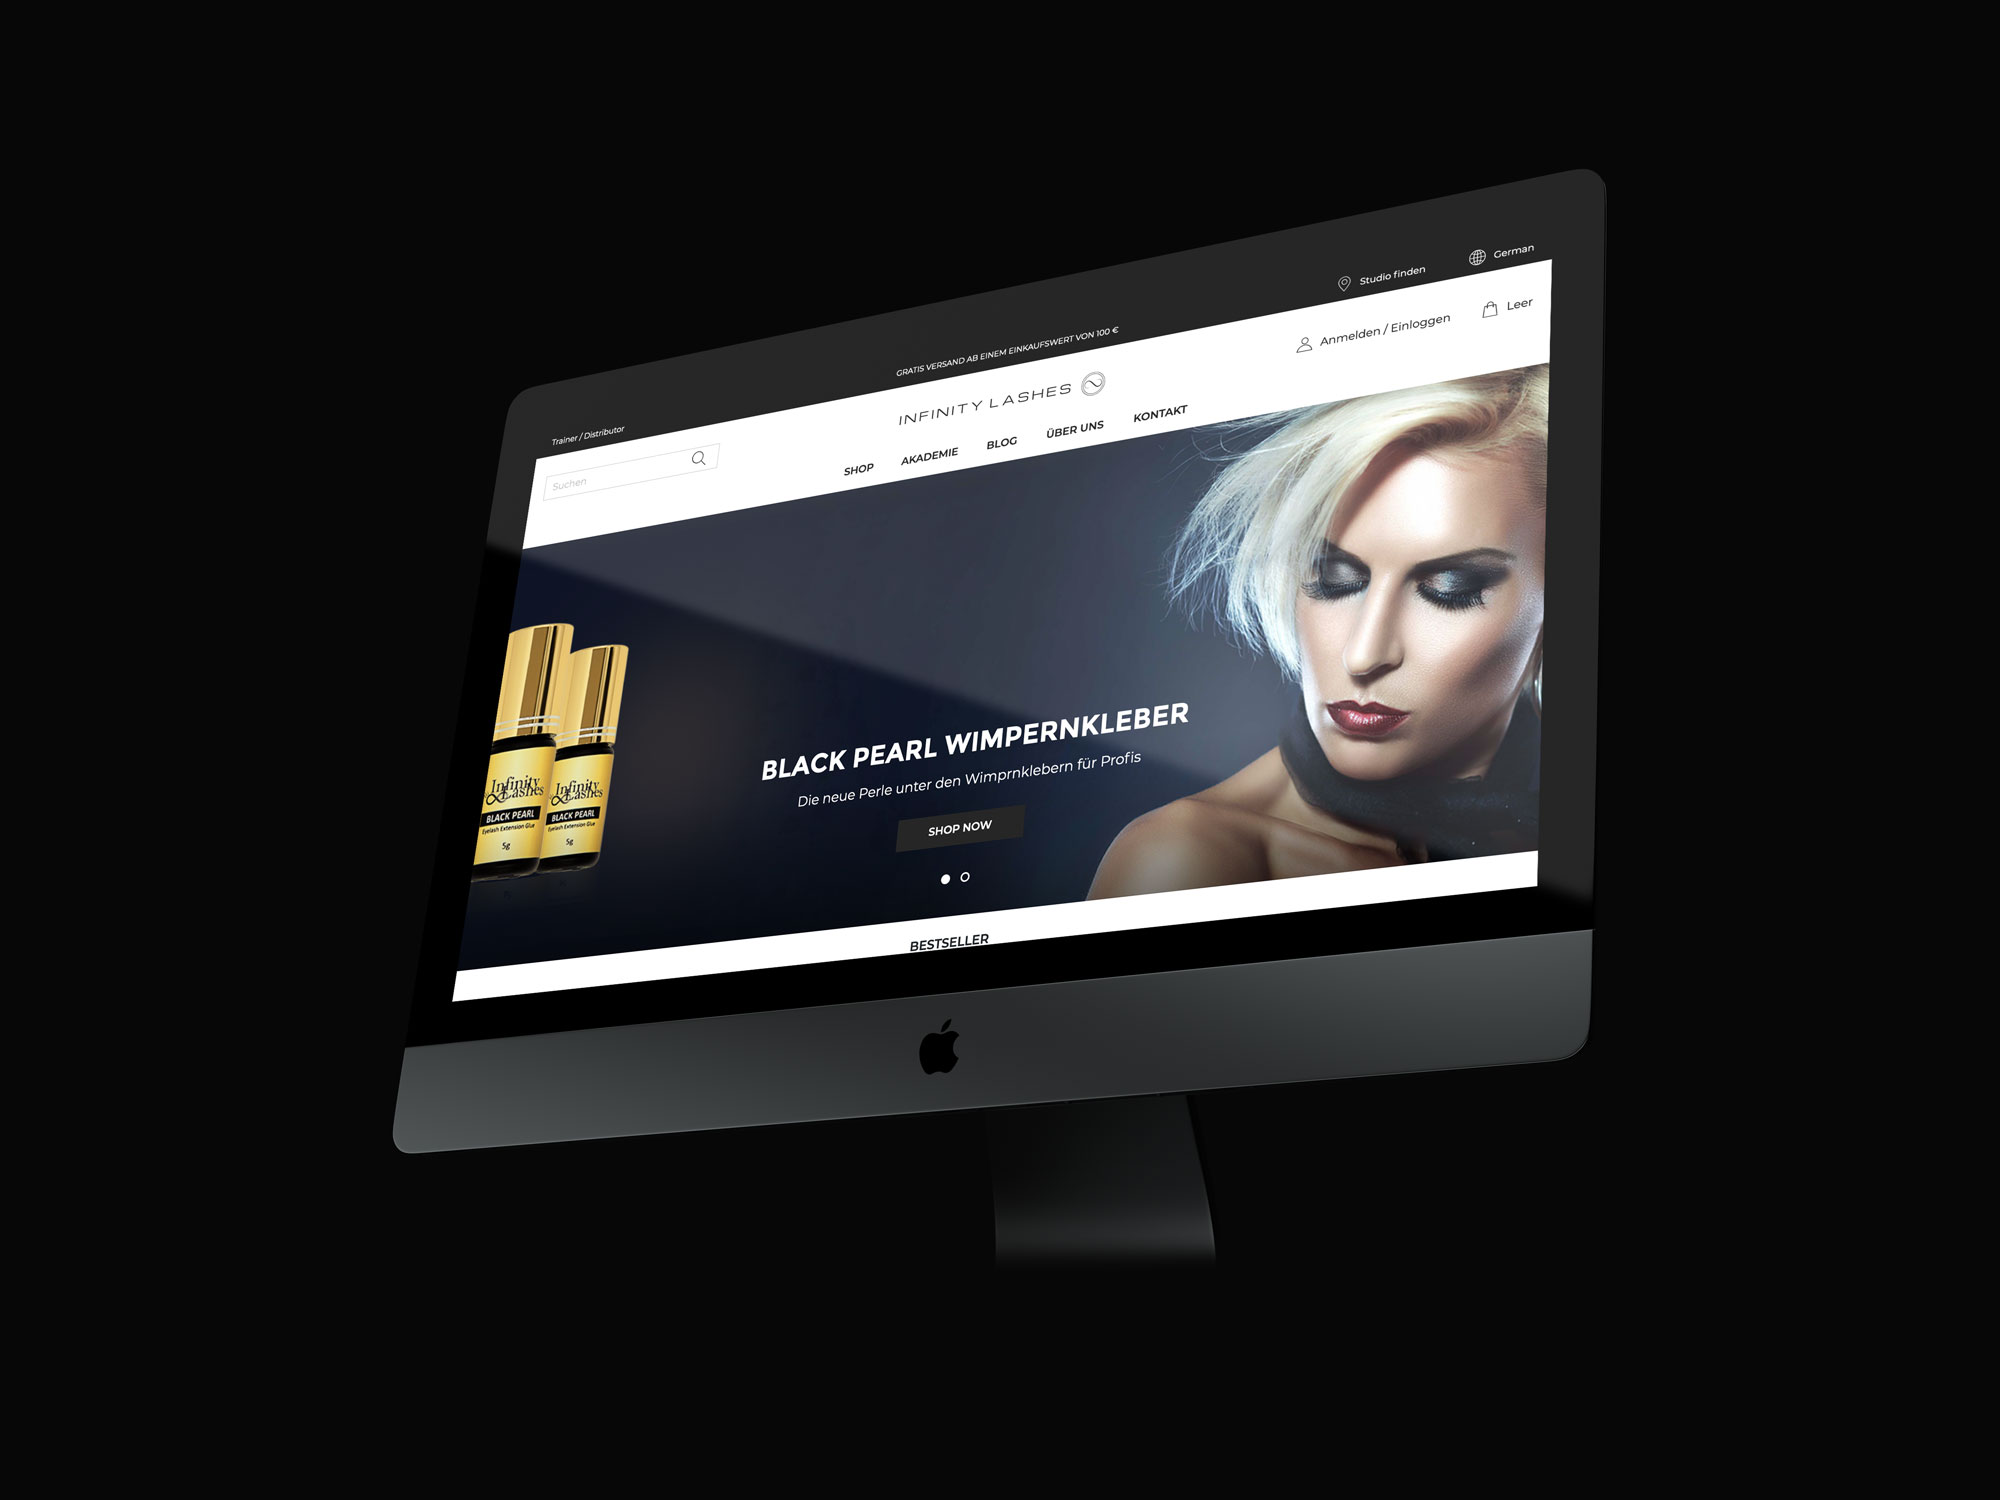 Trainer / Distributor
GRATIS VERSAND AB EINEM EINKAUFSWERT VON 100 €
Studio finden
German
Suchen
INFINITY LASHES
Anmelden / Einloggen
Leer
SHOP
AKADEMIE
BLOG
ÜBER UNS
KONTAKT
BLACK PEARL WIMPERNKLEBER
Die neue Perle unter den Wimprnklebern für Profis
SHOP NOW
Infinity
Lashes
BLACK PEARL
Eyelash Extension Glue
5g
Infinity
Lashes
BLACK PEARL
Eyelash Extension Glue
5g
BESTSELLER